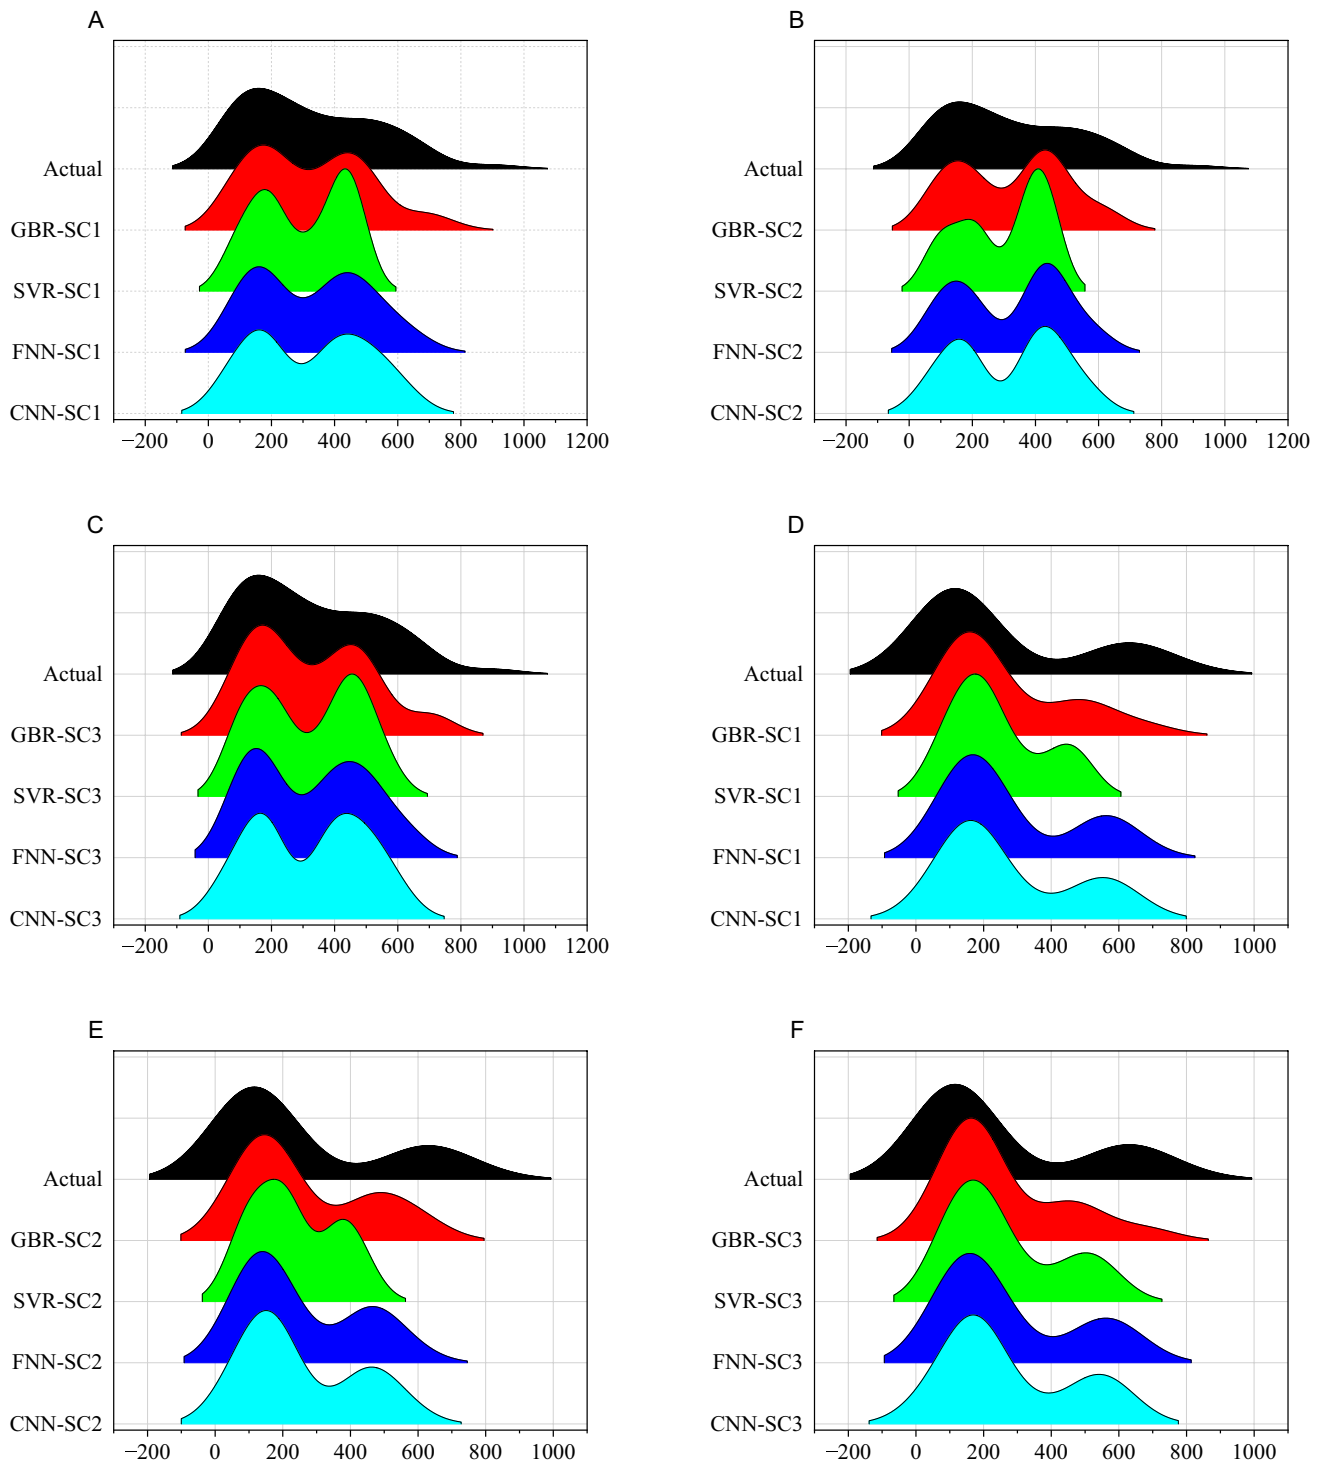 A
Actual
GBR-SC1
SVR-SC1
FNN-SC1
CNN-SC1
−200 0 200 400 600 800 1000 1200
B
Actual
GBR-SC2
SVR-SC2
FNN-SC2
CNN-SC2
−200 0 200 400 600 800 1000 1200
C
Actual
GBR-SC3
SVR-SC3
FNN-SC3
CNN-SC3
−200 0 200 400 600 800 1000 1200
D
Actual
GBR-SC1
SVR-SC1
FNN-SC1
CNN-SC1
−200 0 200 400 600 800 1000
E
Actual
GBR-SC2
SVR-SC2
FNN-SC2
CNN-SC2
−200 0 200 400 600 800 1000
F
Actual
GBR-SC3
SVR-SC3
FNN-SC3
CNN-SC3
−200 0 200 400 600 800 1000